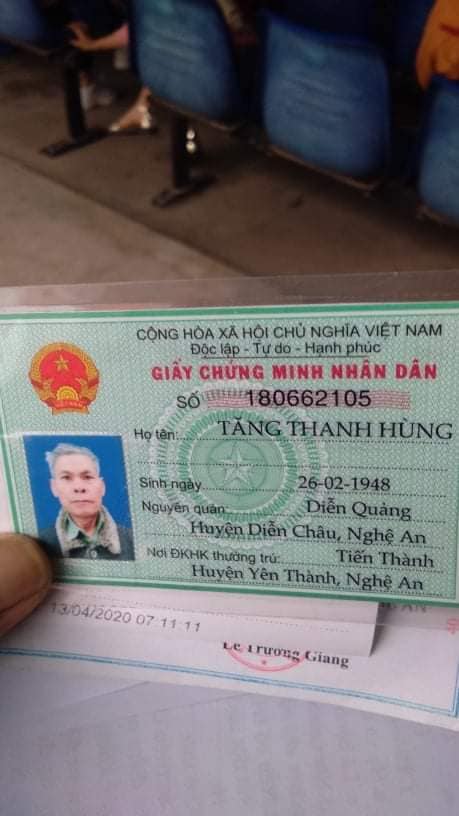 CỘNG HÒA XÃ HỘI CHỦ NGHĨA VIỆT NAM
Độc lập - Tự do - Hạnh phúc
GIẤY CHỨNG MINH NHÂN DÂN
SỐ 180662105
Họ tên: TĂNG THANH HÙNG
Sinh ngày 26-02-1948
Nguyên quán: Diễn Quảng
Huyện Diễn Châu, Nghệ An
Nơi ĐKHK thường trú: Tiến Thành
Huyện Yên Thành, Nghệ An
13/04/2020 07:11:11
Lê Trường Giang